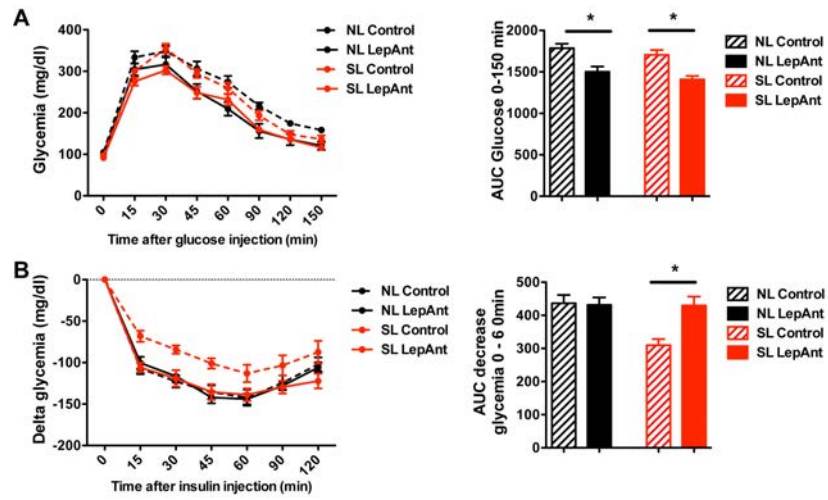 A
Glycemia (mg/dl)
400
300
200
100
0
0
15
30
45
60
90
120
150
Time after glucose injection (min)
NL Control
NL LepAnt
SL Control
SL LepAnt
AUC Glucose 0-150 min
2000
1500
1000
500
0
*
*
NL Control
NL LepAnt
SL Control
SL LepAnt
B
Delta glycemia (mg/dl)
0
-50
-100
-150
-200
0
15
30
45
60
90
120
Time after insulin injection (min)
NL Control
NL LepAnt
SL Control
SL LepAnt
AUC decrease
glycemia 0 - 6 0min
500
400
300
200
100
0
*
NL Control
NL LepAnt
SL Control
SL LepAnt